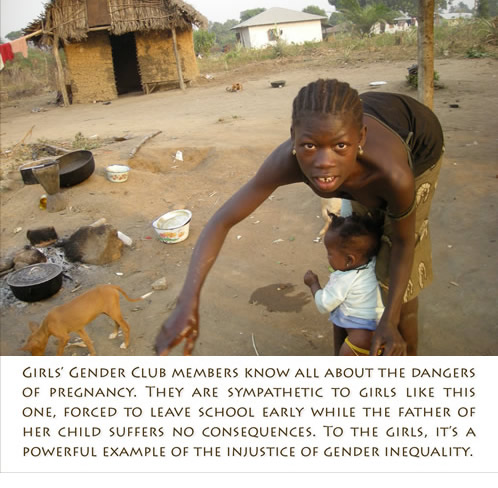 Girls' Gender Club members know all about the dangers
of pregnancy. They are sympathetic to girls like this
one, forced to leave school early while the father of
her child suffers no consequences. To the girls, it's a
powerful example of the injustice of gender inequality.